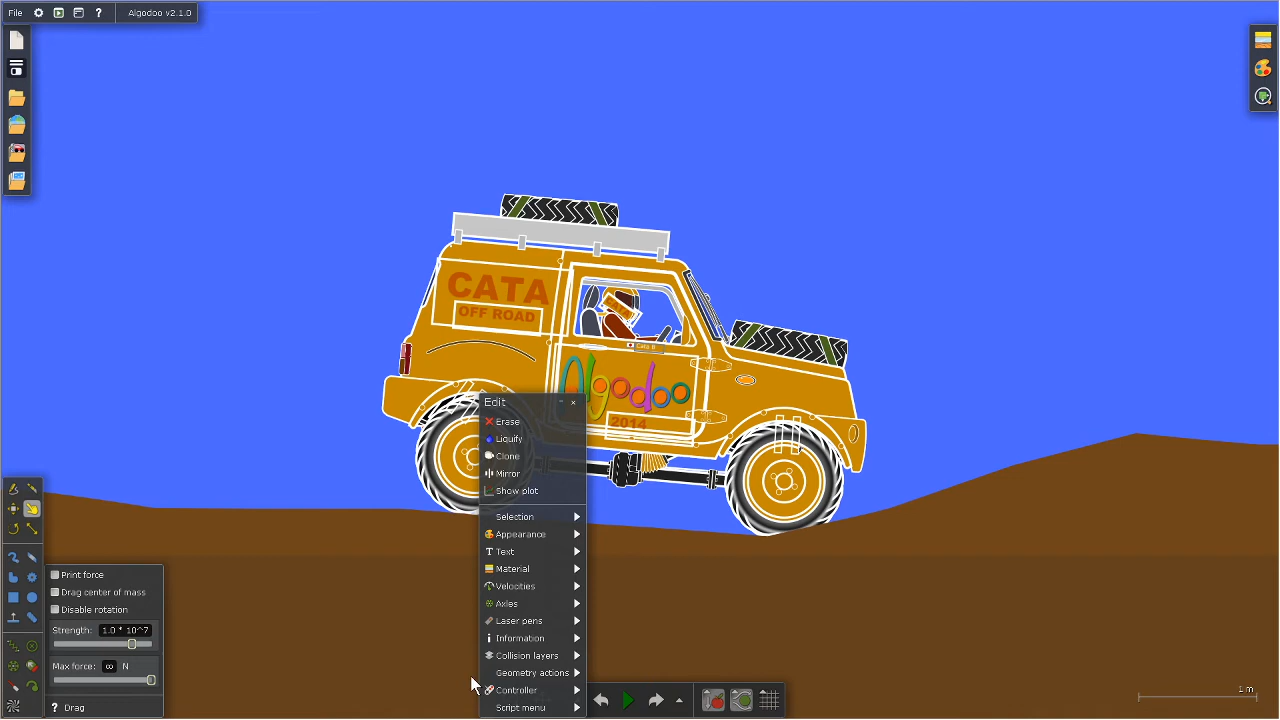 File
Algodoo v2.1.0
CATA
OFF ROAD
CATA
Cata B
Algodoo
2014
Edit
Erase
Liquify
Clone
Mirror
Show plot
Selection
Appearance
Text
Material
Velocities
Axles
Laser pens
Information
Collision layers
Geometry actions
Controller
Script menu
Print force
Drag center of mass
Disable rotation
Strength: 1.0 * 10^7
Max force: ∞ N
? Drag
1 m